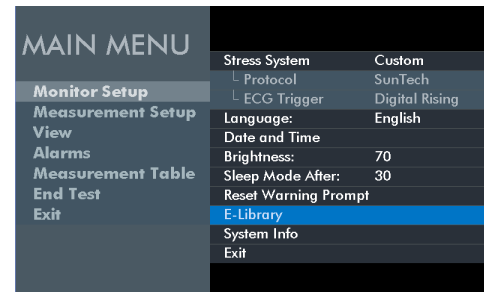 MAIN MENU
Monitor Setup
Measurement Setup
View
Alarms
Measurement Table
End Test
Exit
Stress System Custom
Protocol SunTech
ECG Trigger Digital Rising
Language: English
Date and Time
Brightness: 70
Sleep Mode After: 30
Reset Warning Prompt
E-Library
System Info
Exit